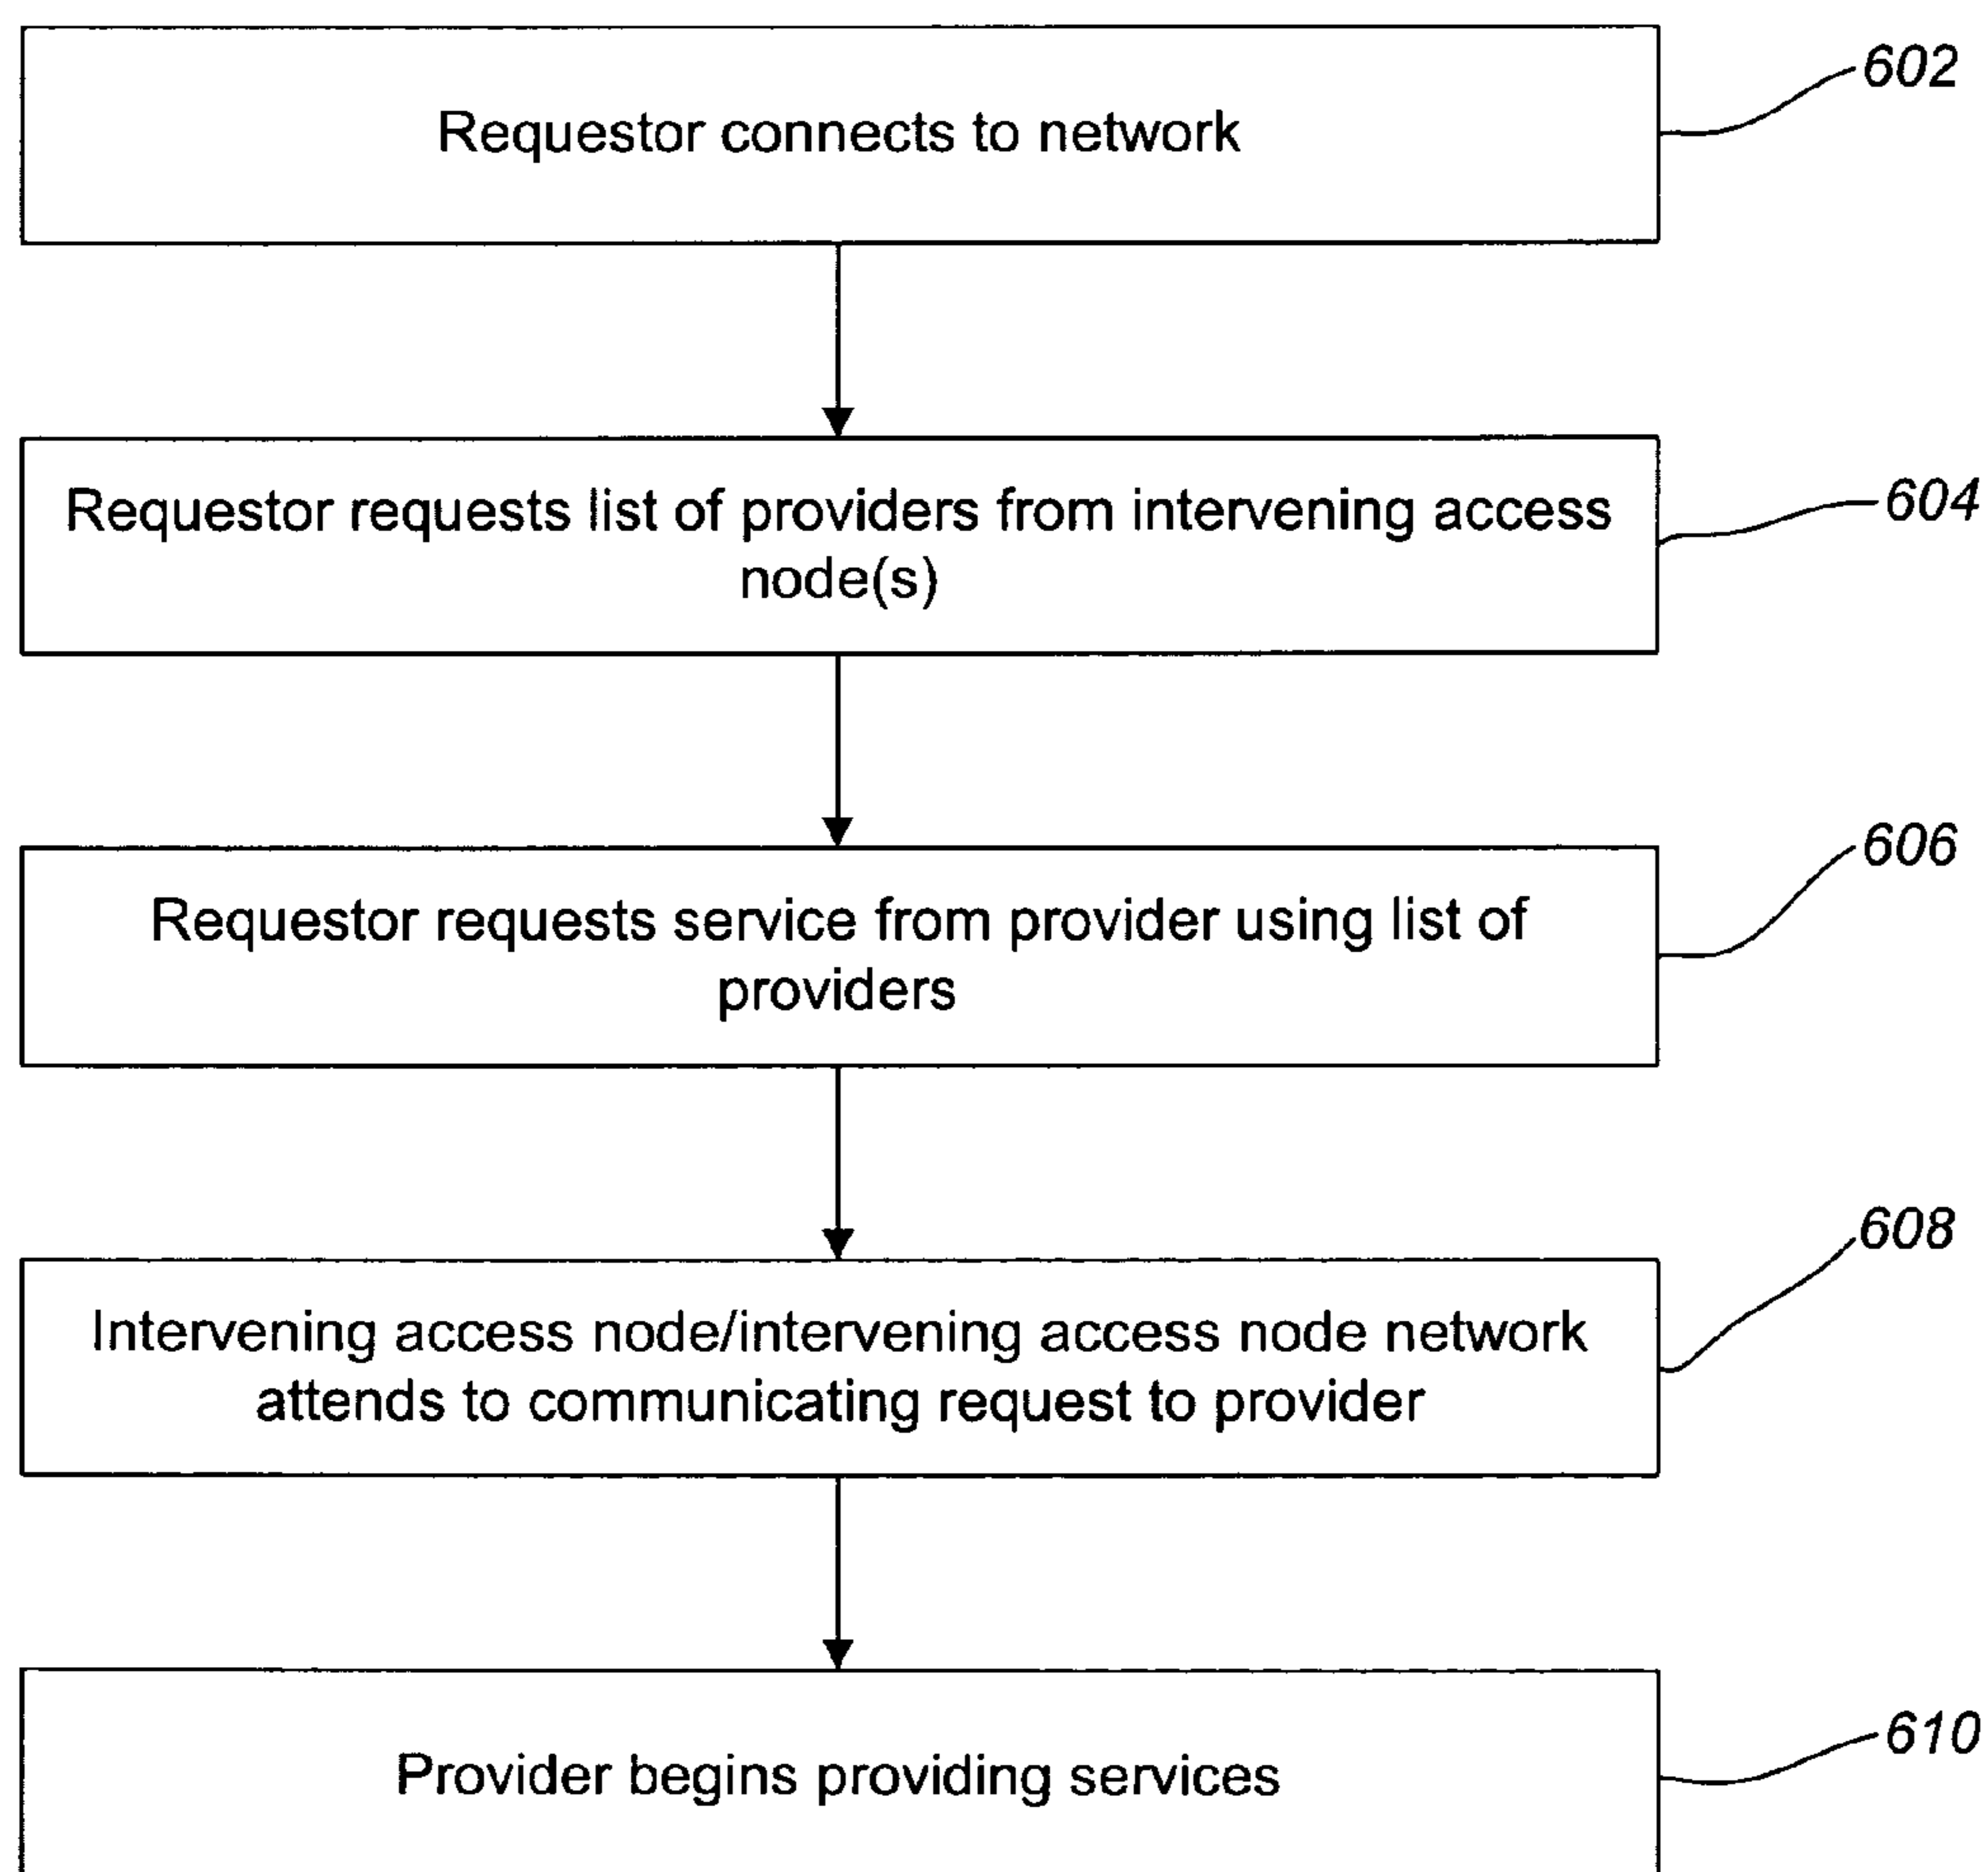 Requestor connects to network
602
Requestor requests list of providers from intervening access
node(s)
604
Requestor requests service from provider using list of
providers
606
Intervening access node/intervening access node network
attends to communicating request to provider
608
Provider begins providing services
610